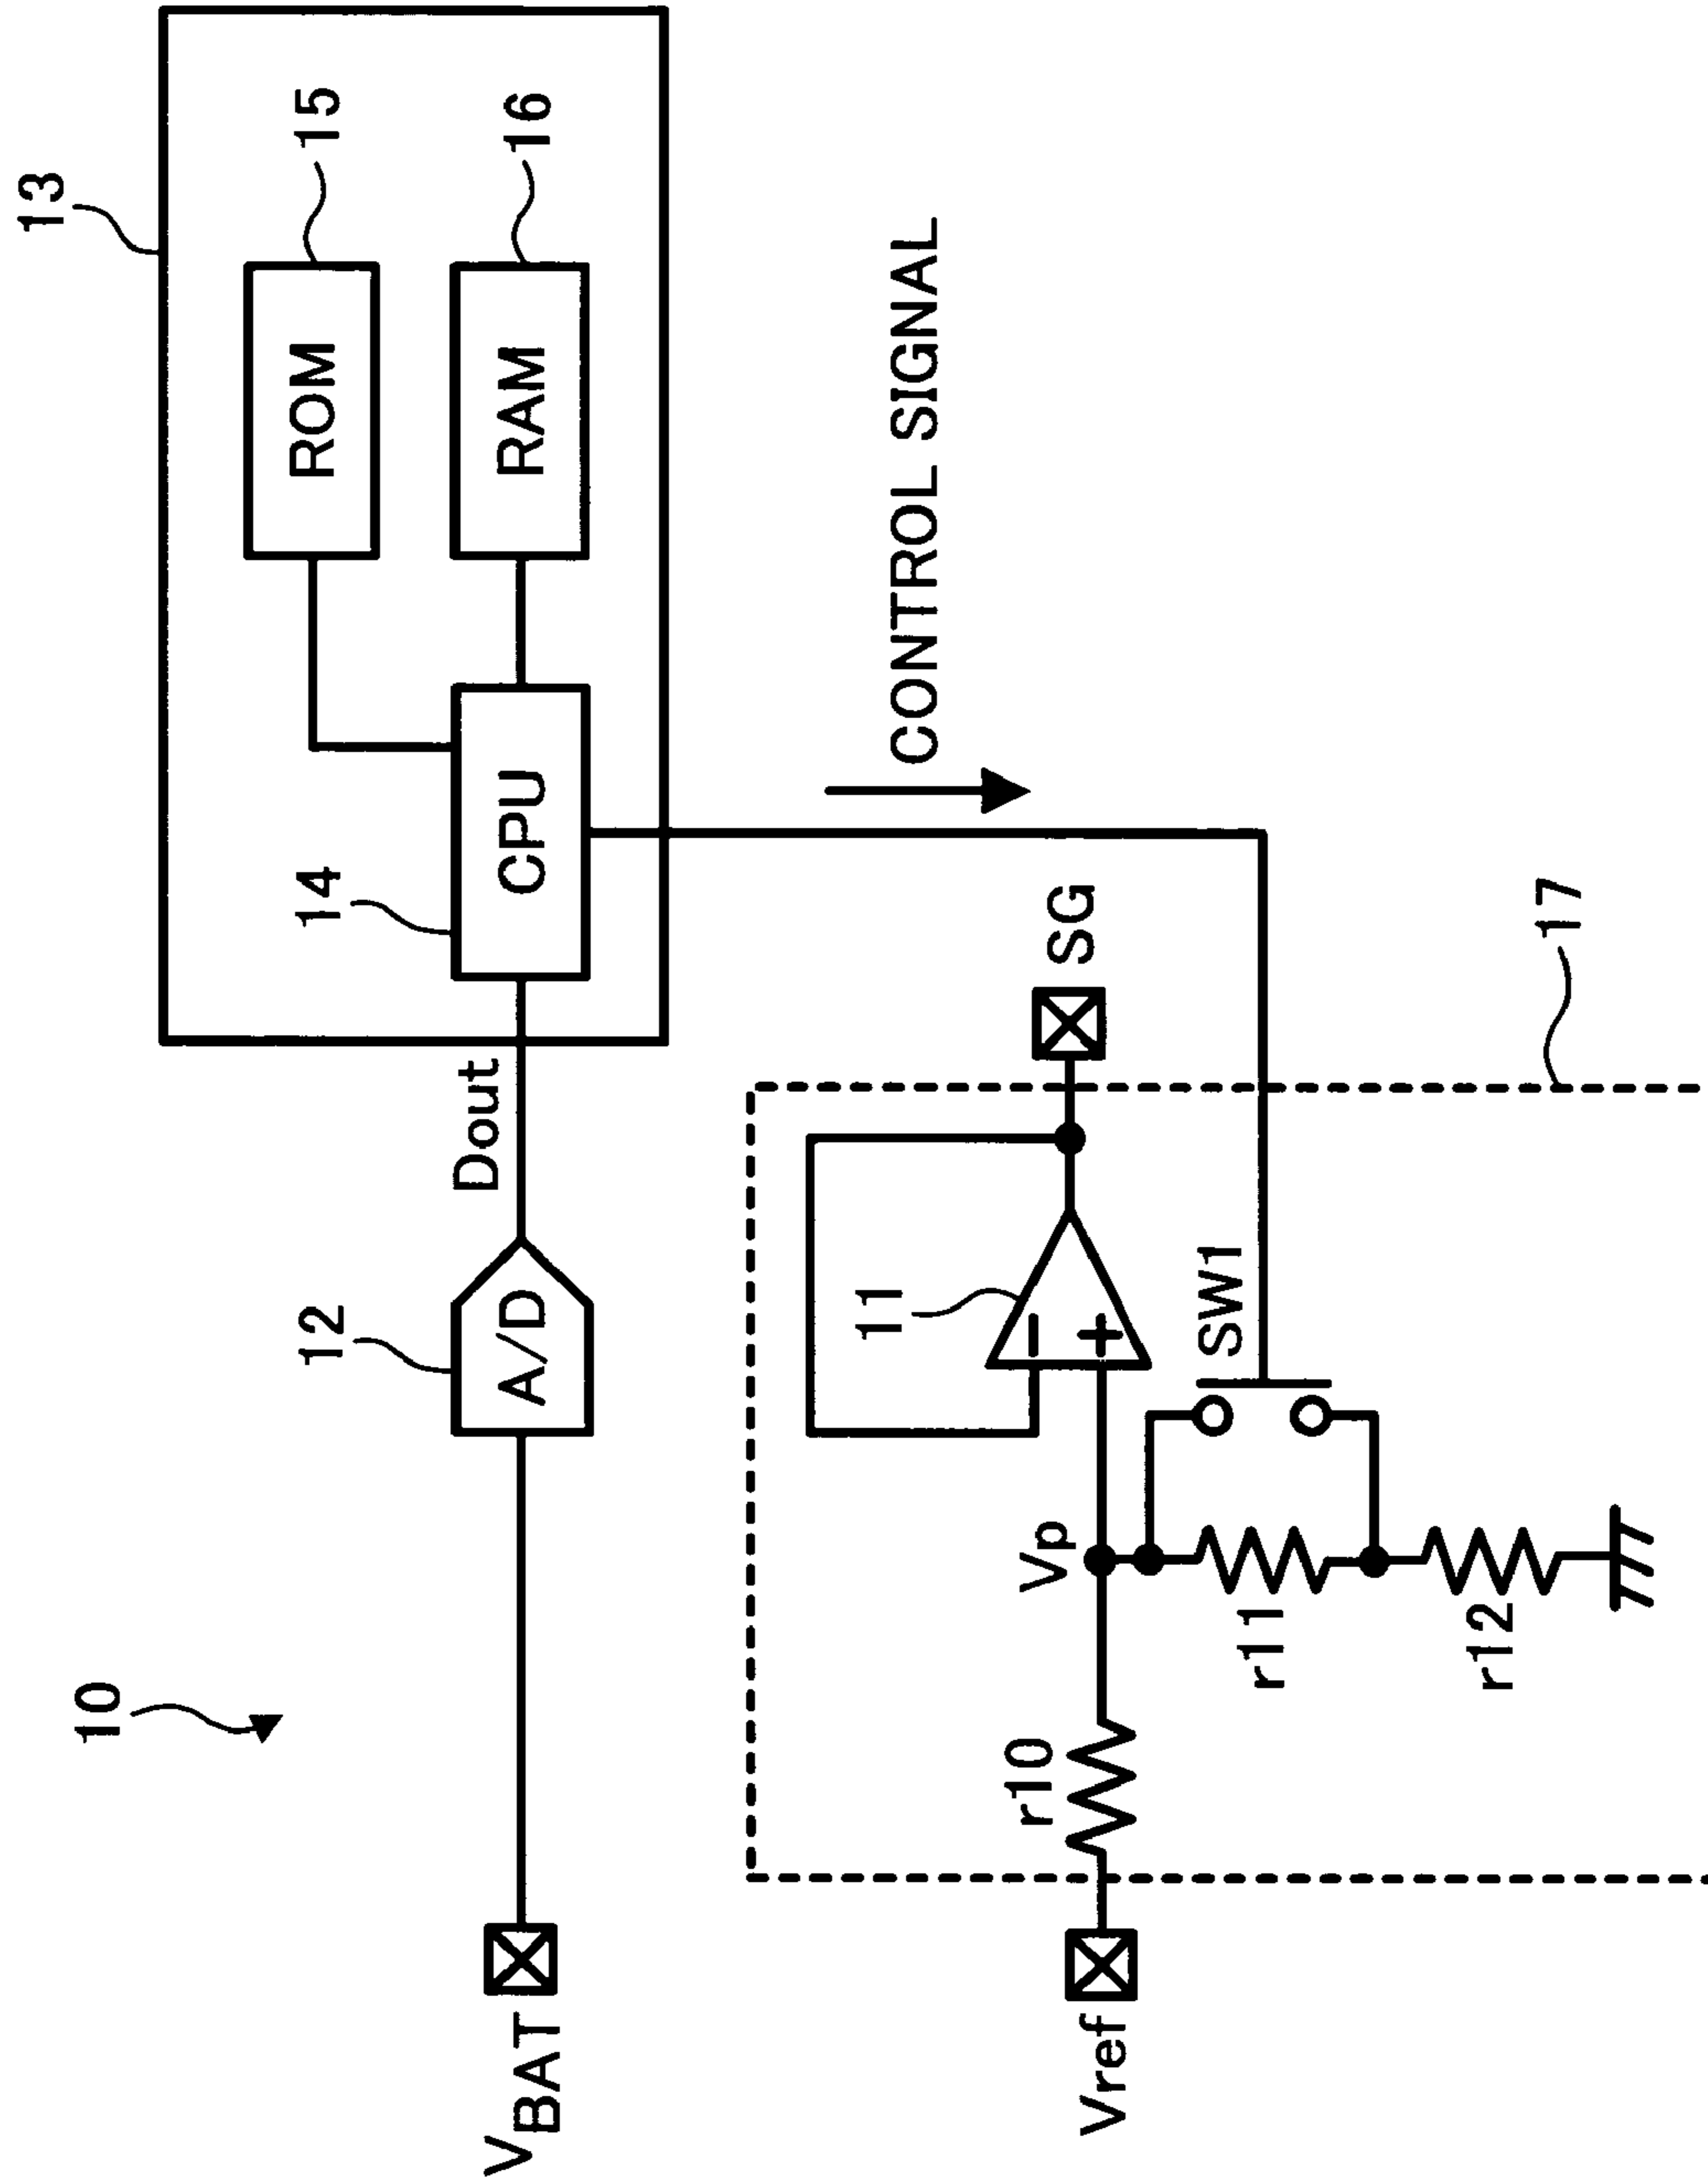 10
13
14
15
ROM
12
16
V BAT
A/D
Dout
CPU
RAM
CONTROL SIGNAL
11
r10
Vp
SG
Vref
−
+
SW1
r11
r12
17